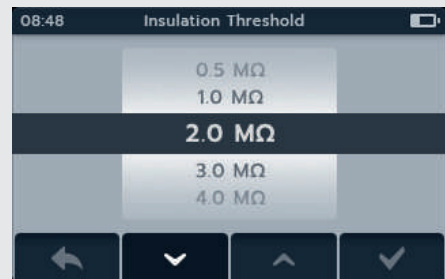 08:48 Insulation Threshold
0.5 MΩ
1.0 MΩ
2.0 MΩ
3.0 MΩ
4.0 MΩ